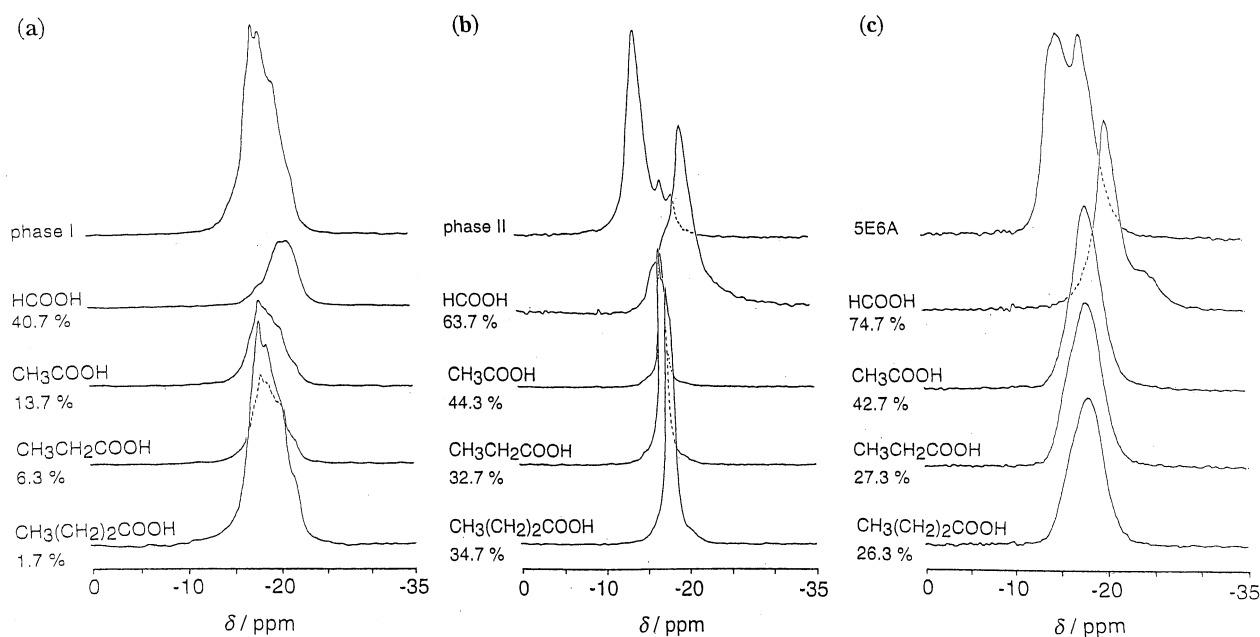 (a)
phase I
HCOOH
40.7 %
CH3COOH
13.7 %
CH3CH2COOH
6.3 %
CH3(CH2)2COOH
1.7 %
0 -10 -20 -35
δ / ppm
(b)
phase II
HCOOH
63.7 %
CH3COOH
44.3 %
CH3CH2COOH
32.7 %
CH3(CH2)2COOH
34.7 %
0 -10 -20 -35
δ / ppm
(c)
5E6A
HCOOH
74.7 %
CH3COOH
42.7 %
CH3CH2COOH
27.3 %
CH3(CH2)2COOH
26.3 %
0 -10 -20 -35
δ / ppm